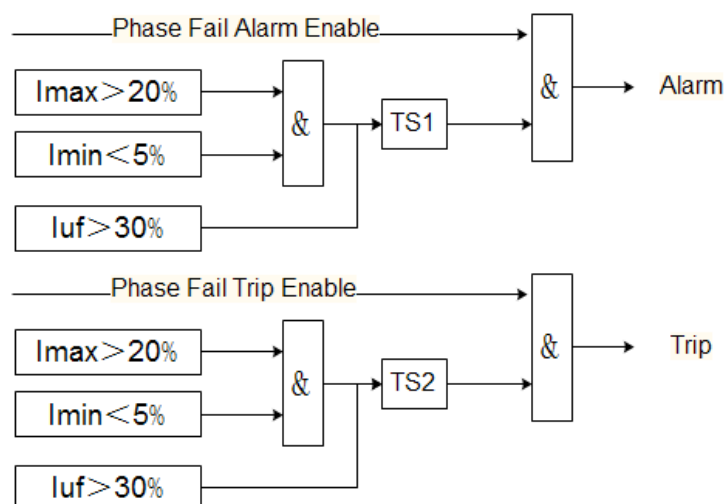 Phase Fail Alarm Enable
Imax＞20%
&
Imin＜5%
TS1
&
Alarm
Iuf＞30%
Phase Fail Trip Enable
Imax＞20%
&
Imin＜5%
TS2
&
Trip
Iuf＞30%